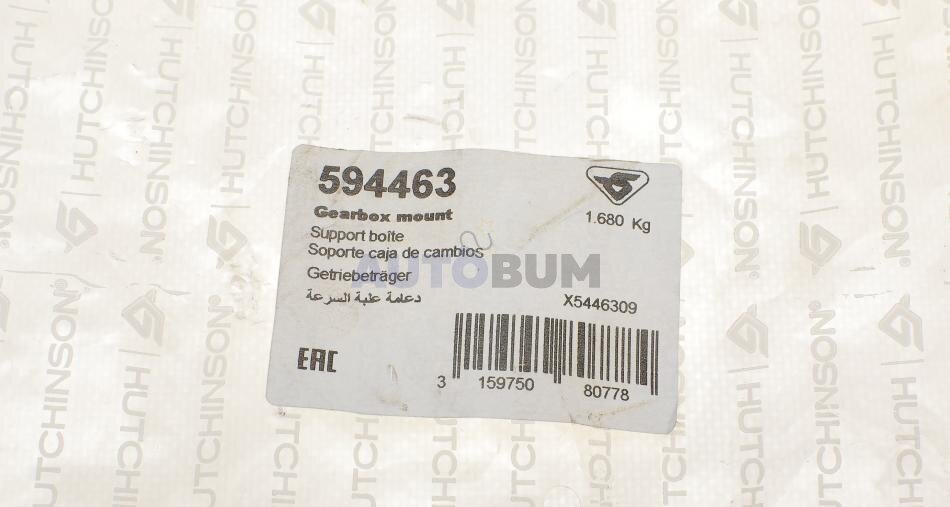 594463
1.680 Kg
Gearbox mount
Support boîte
Soporte caja de cambios
Getriebeträger
دعامة علبة السرعة
X5446309
EAC
3 159750 80778
AUTOBUM
HUTCHINSON®